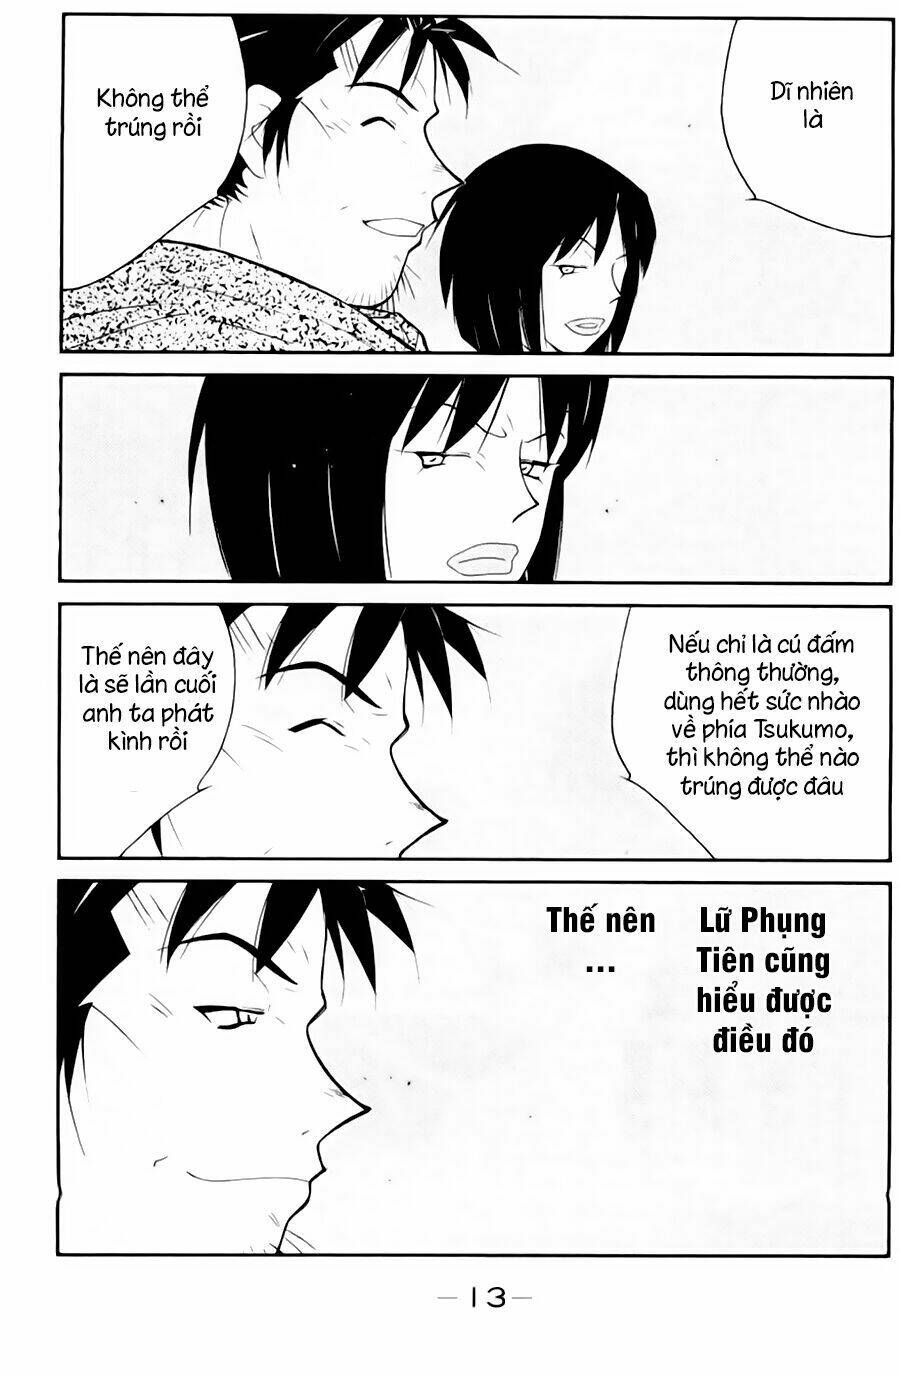 Dĩ nhiên
là
Không thể
trúng rồi
Nếu chỉ là cú đấm
thông thường,
dùng hết sức nhào
về phía Tsukumo,
thì không thể nào
trúng được đâu
Thế nên đây
là sẽ lần cuối
anh ta phát
kình rồi
Lữ Phụng
Tiên cũng
hiểu được
điều đó
Thế nên
...
— 13 —